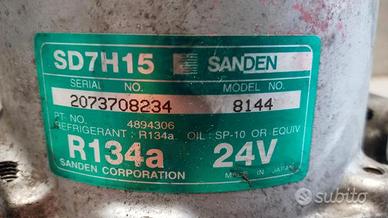 SD7H15 SANDEN
SERIAL NO. MODEL NO.
2073708234 8144
PT NO. 4894306
REFRIGERANT : R134a OIL : SP-10 OR EQUIV
R134a 24V
SANDEN CORPORATION MADE IN JAPAN
subito